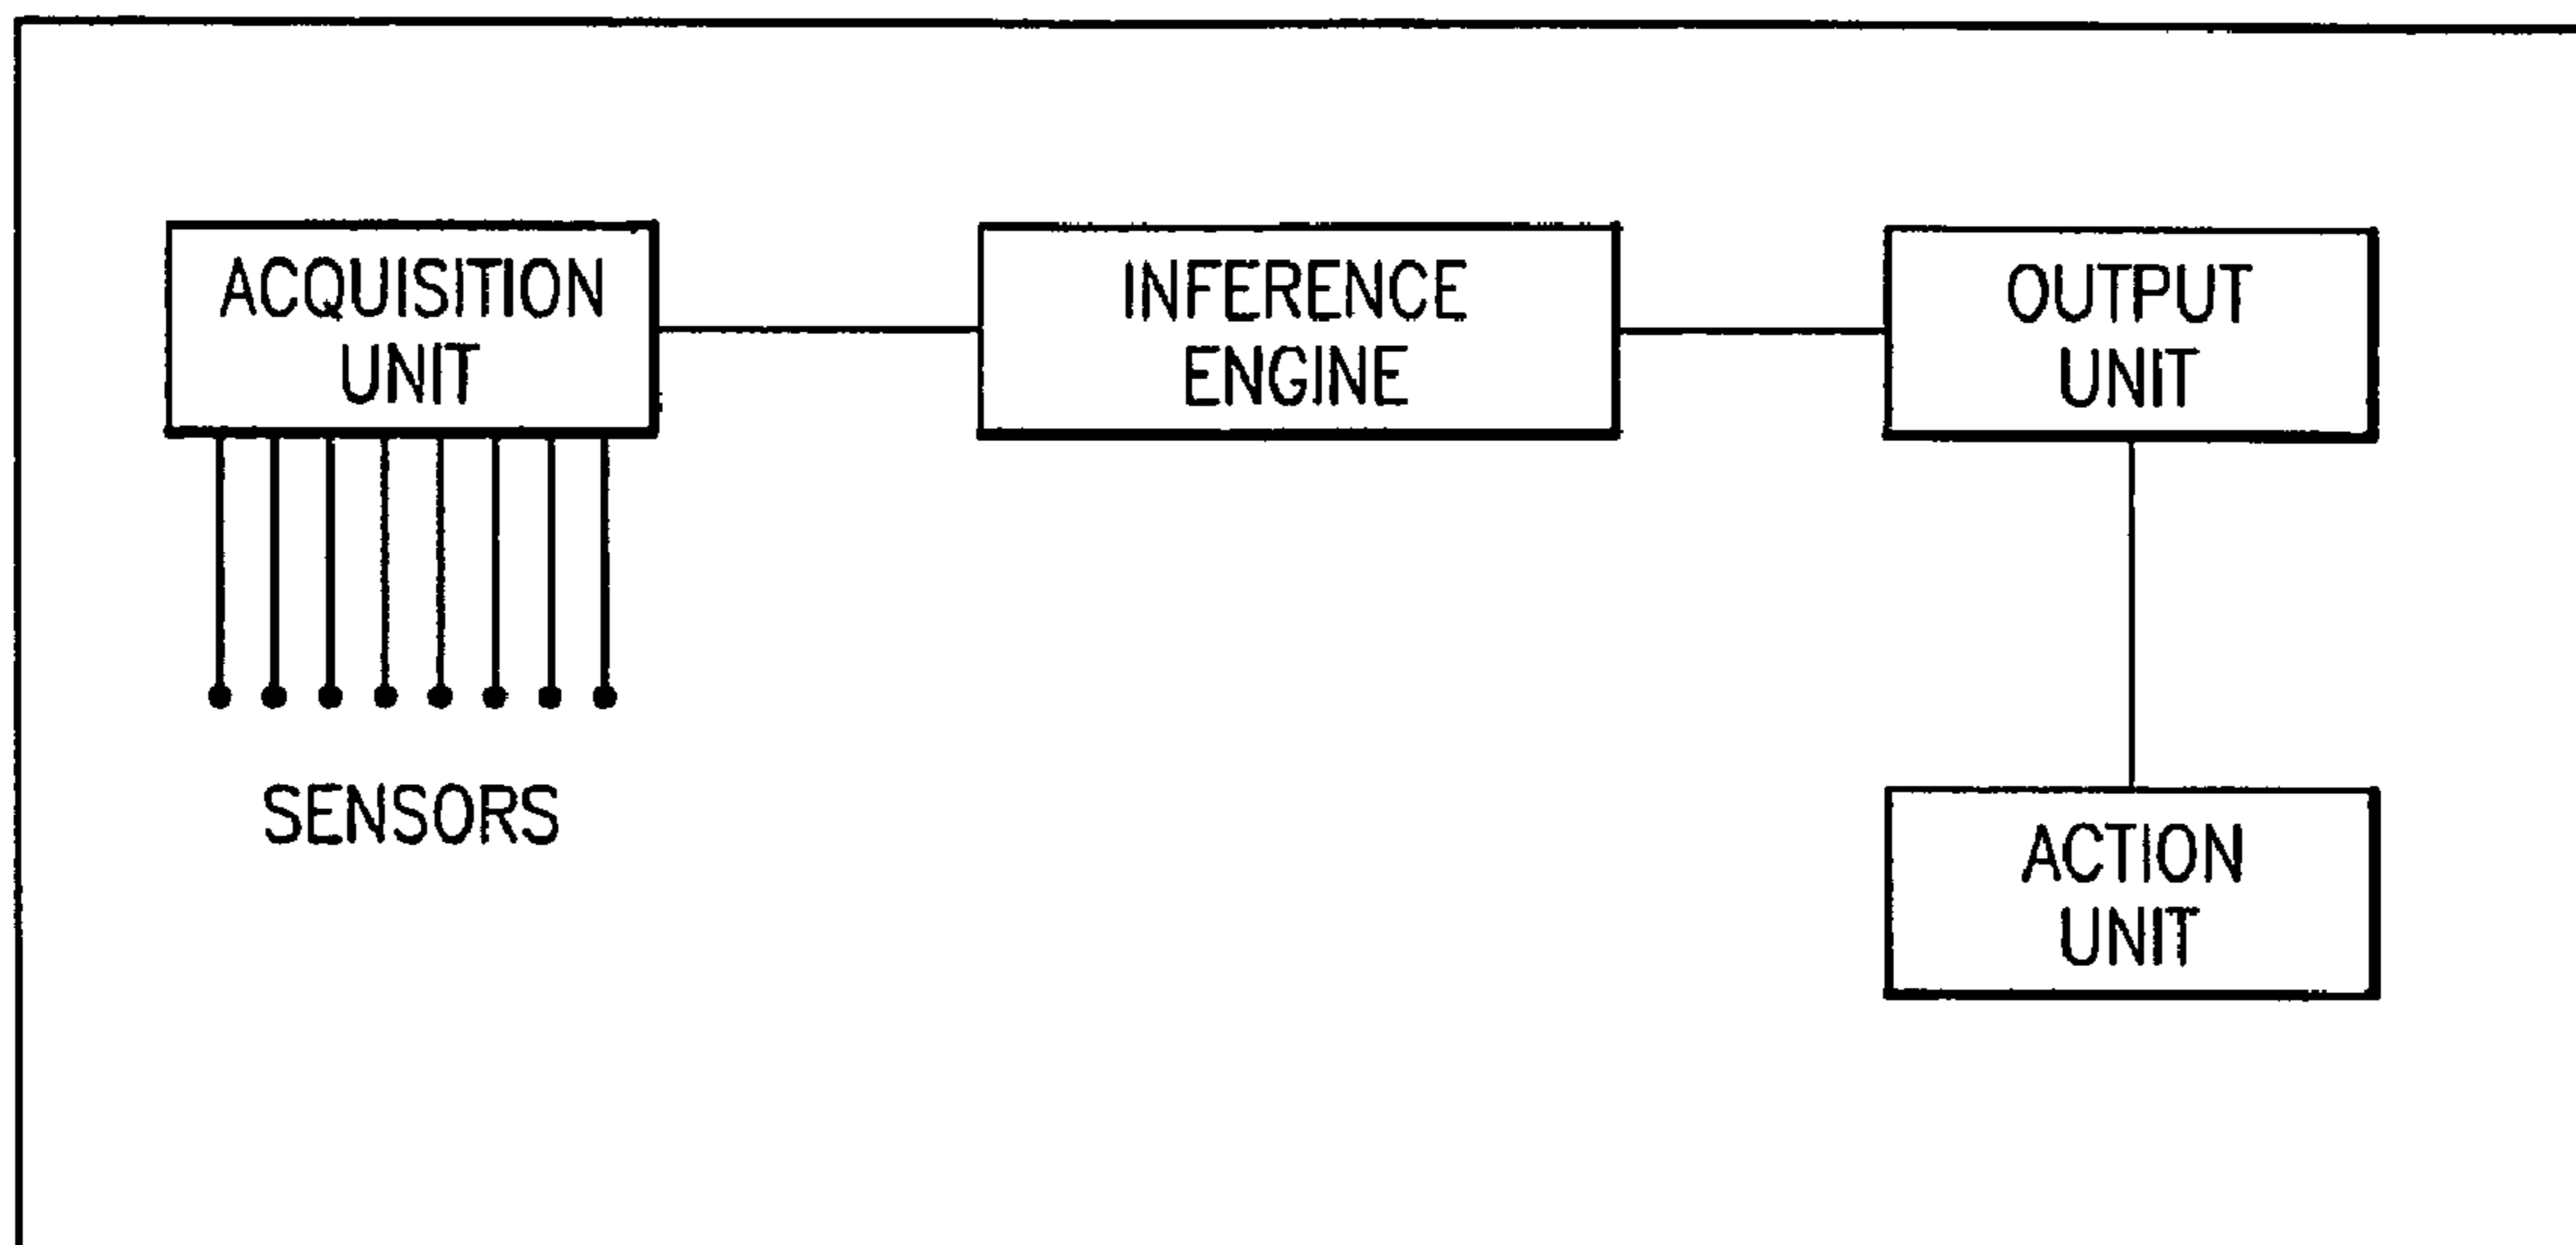 ACQUISITION
UNIT
INFERENCE
ENGINE
OUTPUT
UNIT
SENSORS
ACTION
UNIT